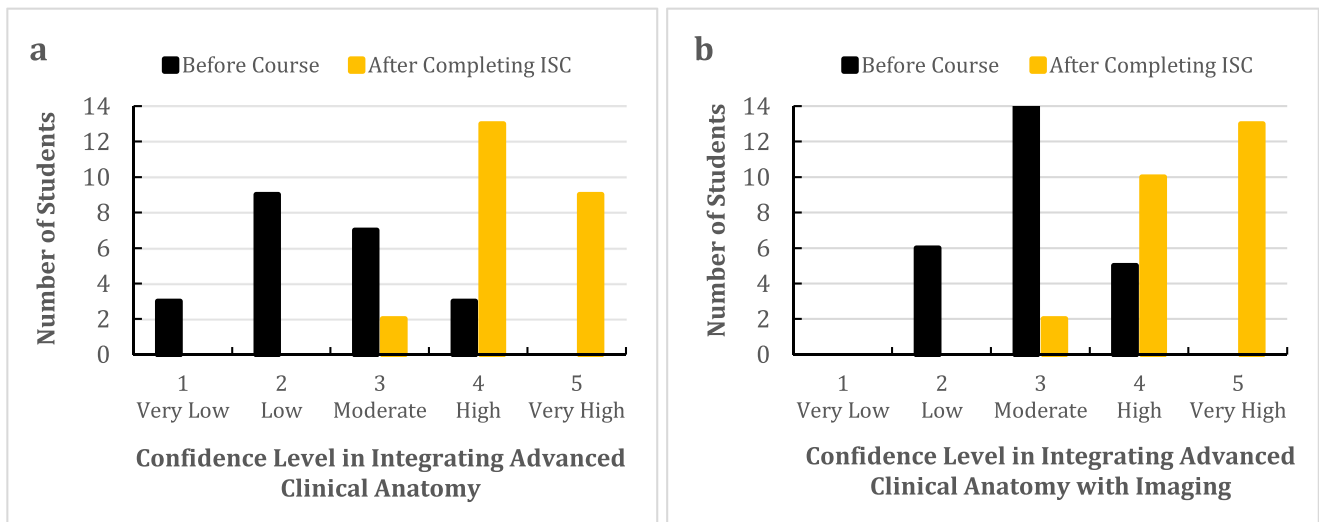 a
Before Course After Completing ISC
Number of Students
14
12
10
8
6
4
2
0
1 2 3 4 5
Very Low Low Moderate High Very High
Confidence Level in Integrating Advanced
Clinical Anatomy
b
Before Course After Completing ISC
Number of Students
14
12
10
8
6
4
2
0
1 2 3 4 5
Very Low Low Moderate High Very High
Confidence Level in Integrating Advanced
Clinical Anatomy with Imaging